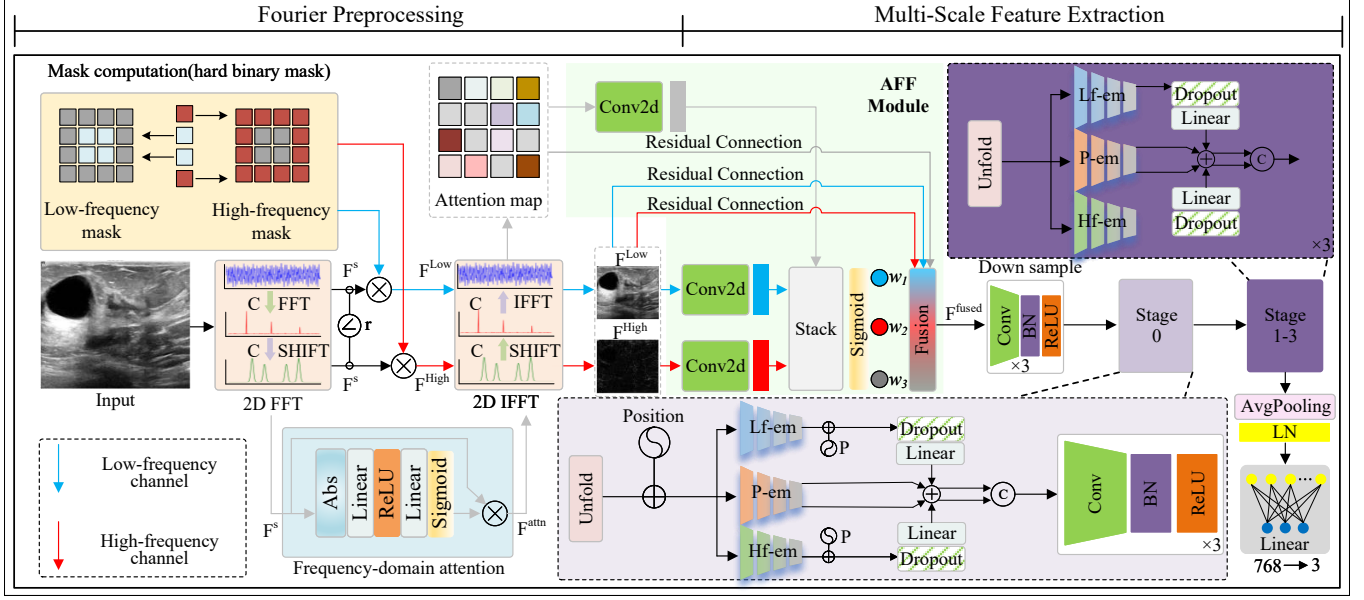 Fourier Preprocessing
Multi-Scale Feature Extraction
Mask computation(hard binary mask)
Low-frequency
mask
High-frequency
mask
Attention map
Conv2d
AFF
Module
Residual Connection
Residual Connection
Residual Connection
Input
C FFT
C SHIFT
2D FFT
F^s
r
F^s
F^Low
F^High
C IFFT
C SHIFT
2D IFFT
F^Low
F^High
Conv2d
Conv2d
Stack
Sigmoid
w1
w2
w3
Fusion
F^fused
Down sample
Conv
BN
ReLU
×3
Stage
0
Stage
1-3
Unfold
Lf-em
P-em
Hf-em
Dropout
Linear
Linear
Dropout
C
×3
AvgPooling
LN
Linear
768→3
Low-frequency
channel
High-frequency
channel
F^s
Abs
Linear
ReLU
Linear
Sigmoid
F^attn
Frequency-domain attention
Unfold
Position
Lf-em
P
P-em
Hf-em
P
Dropout
Linear
Linear
Dropout
C
Conv
BN
ReLU
×3